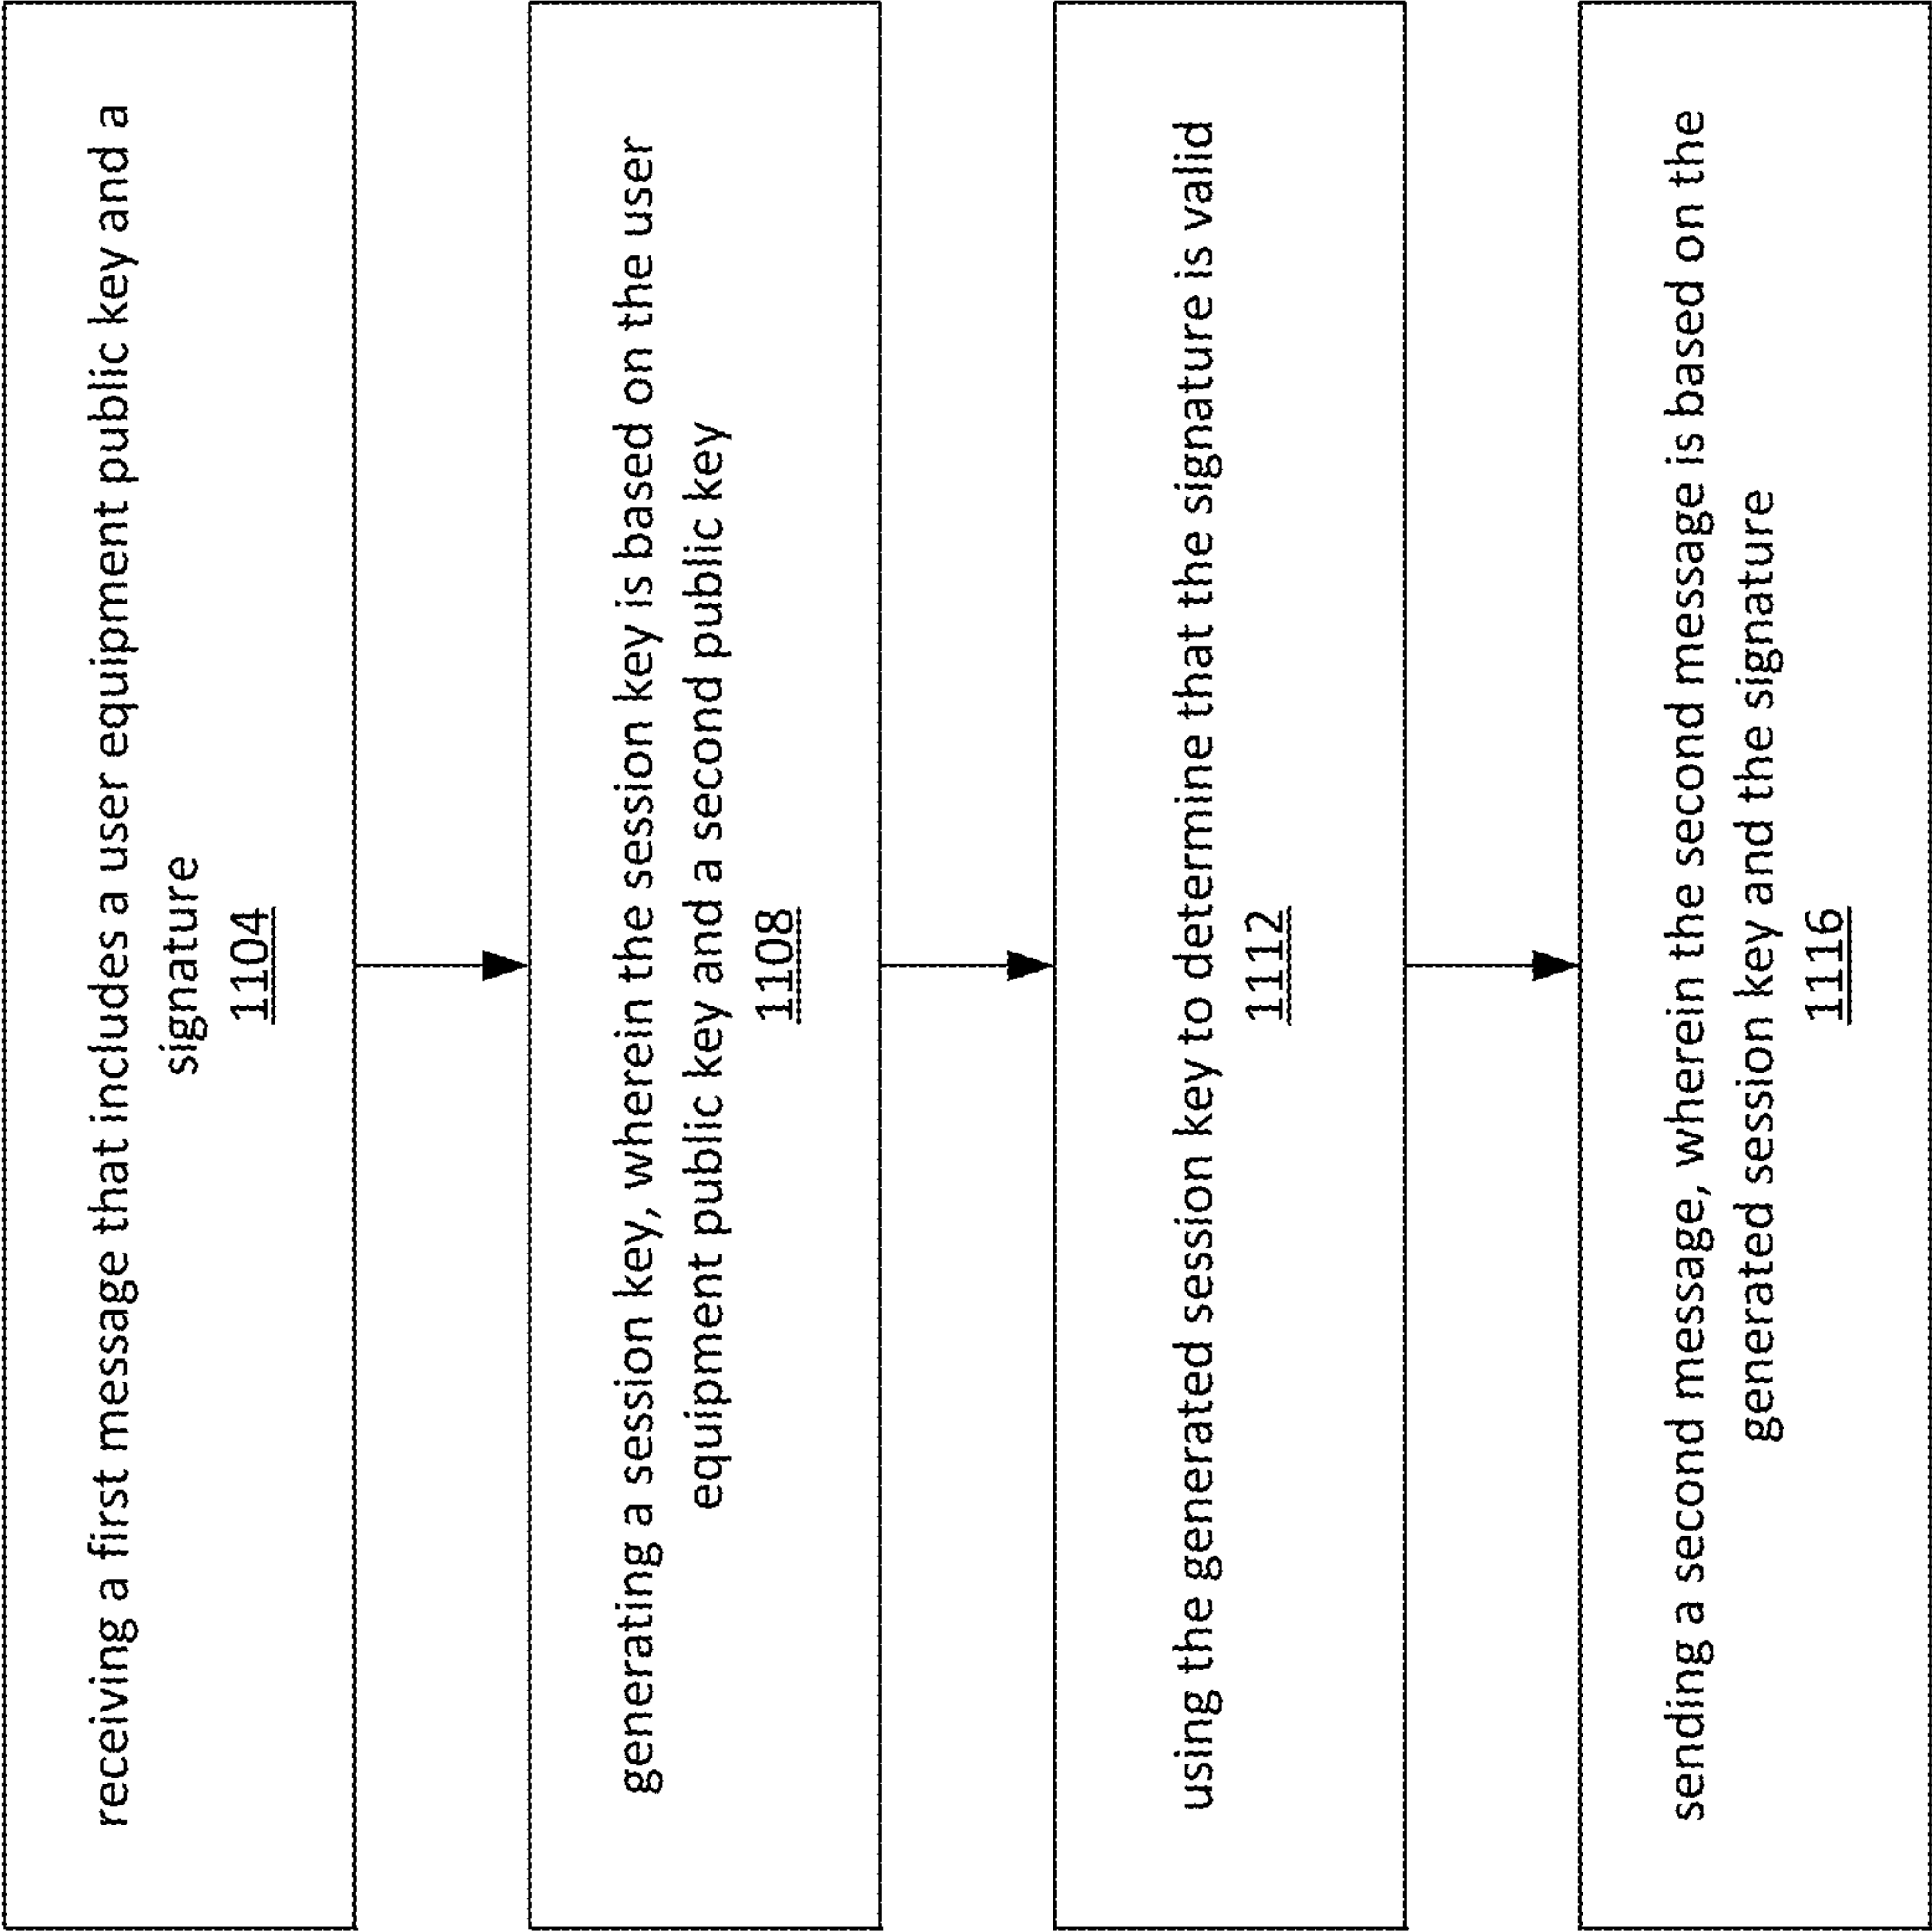 receiving a first message that includes a user equipment public key and a
signature
1104
generating a session key, wherein the session key is based on the user
equipment public key and a second public key
1108
using the generated session key to determine that the signature is valid
1112
sending a second message, wherein the second message is based on the
generated session key and the signature
1116